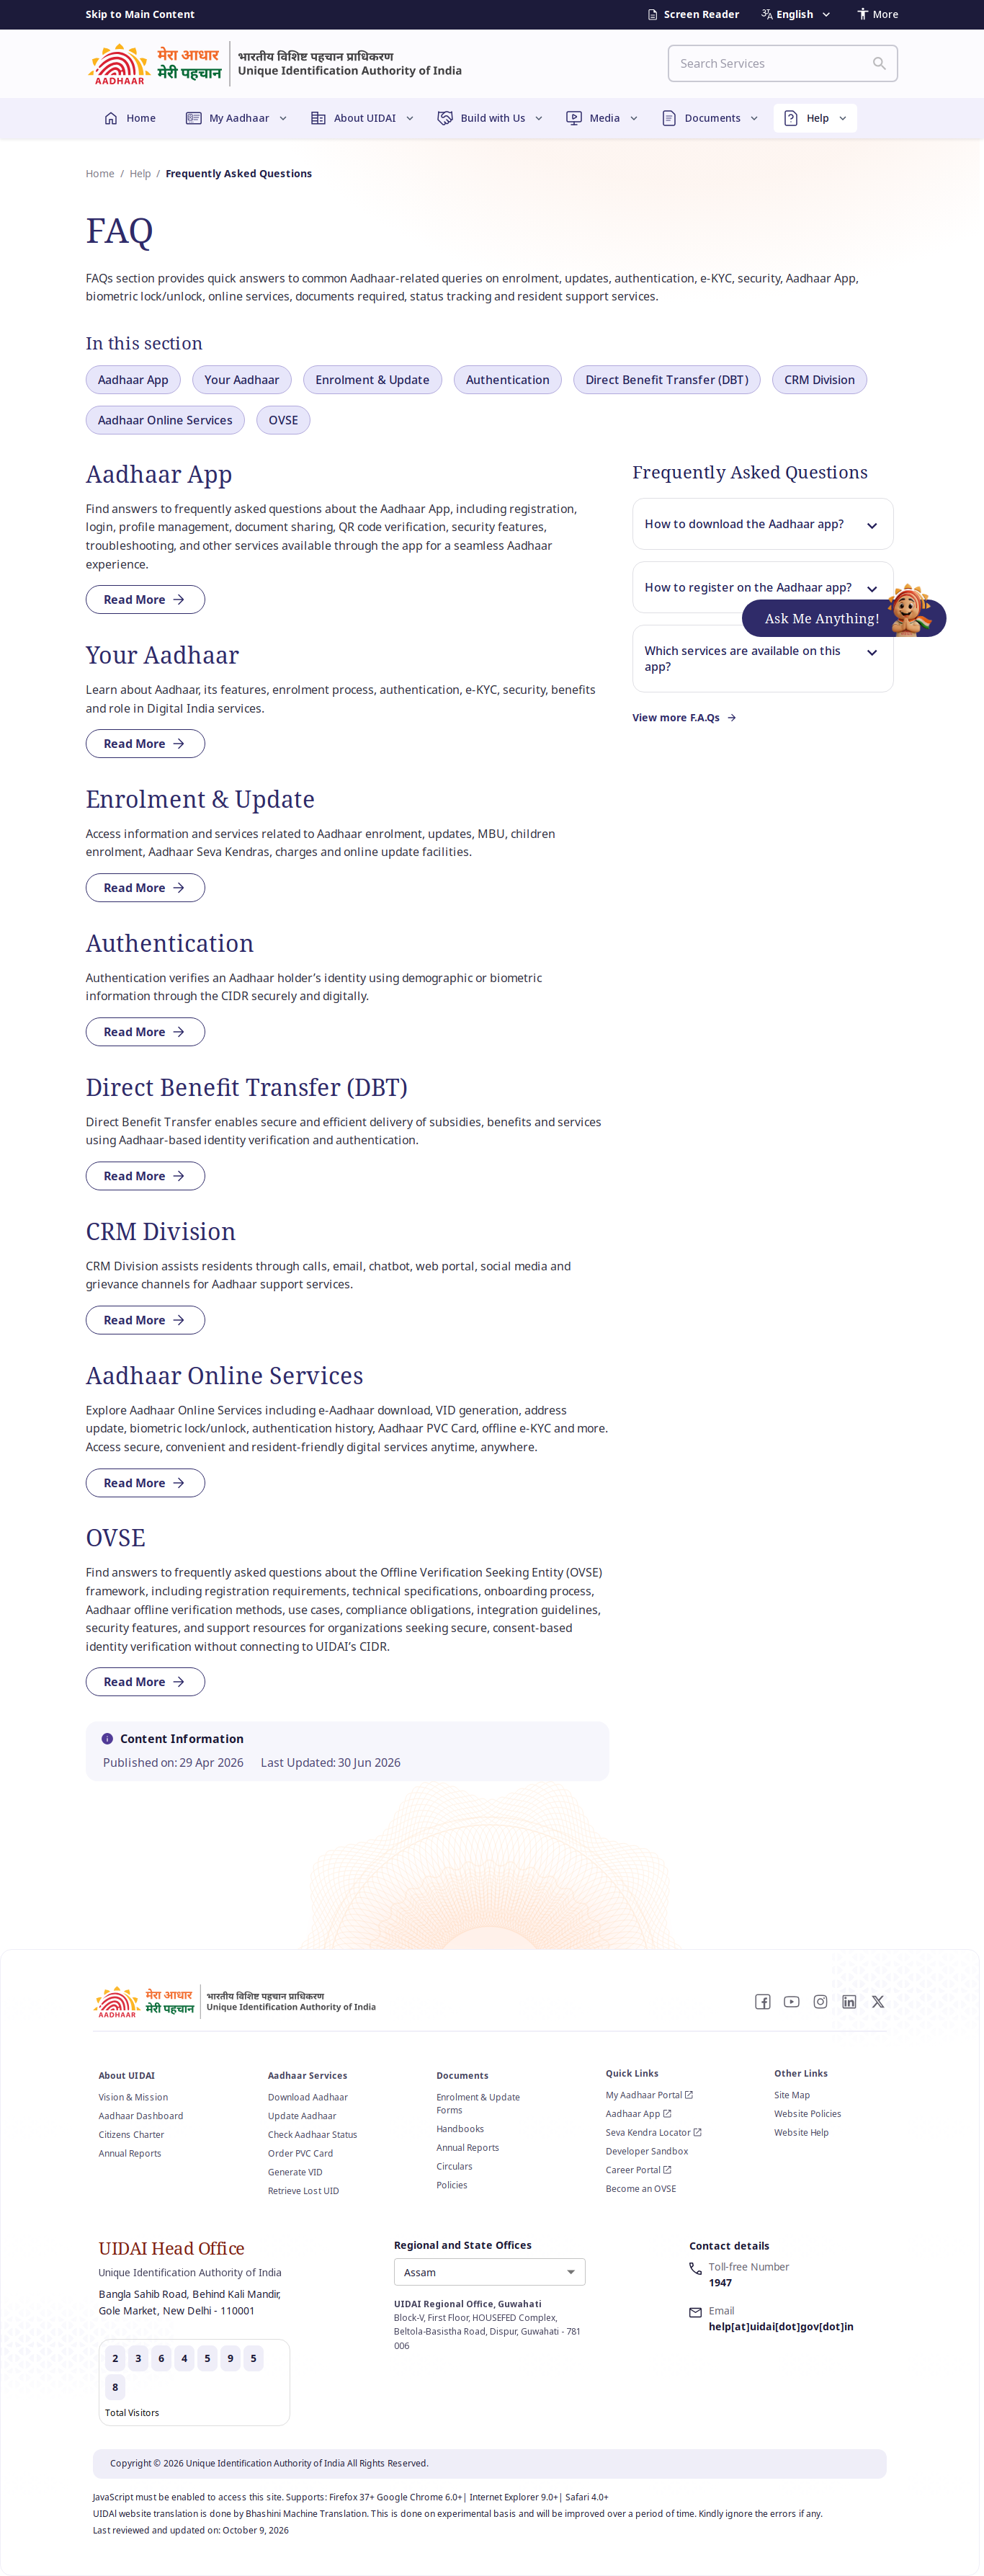 Skip to Main Content
Screen Reader
English
More
मेरा आधार
मेरी पहचान
AADHAAR
भारतीय विशिष्ट पहचान प्राधिकरण
Unique Identification Authority of India
Search Services
Home
My Aadhaar
About UIDAI
Build with Us
Media
Documents
Help
Home / Help / Frequently Asked Questions
FAQ
FAQs section provides quick answers to common Aadhaar-related queries on enrolment, updates, authentication, e-KYC, security, Aadhaar App,
biometric lock/unlock, online services, documents required, status tracking and resident support services.
In this section
Aadhaar App
Your Aadhaar
Enrolment & Update
Authentication
Direct Benefit Transfer (DBT)
CRM Division
Aadhaar Online Services
OVSE
Aadhaar App
Find answers to frequently asked questions about the Aadhaar App, including registration,
login, profile management, document sharing, QR code verification, security features,
troubleshooting, and other services available through the app for a seamless Aadhaar
experience.
Read More
Your Aadhaar
Learn about Aadhaar, its features, enrolment process, authentication, e-KYC, security, benefits
and role in Digital India services.
Read More
Enrolment & Update
Access information and services related to Aadhaar enrolment, updates, MBU, children
enrolment, Aadhaar Seva Kendras, charges and online update facilities.
Read More
Authentication
Authentication verifies an Aadhaar holder's identity using demographic or biometric
information through the CIDR securely and digitally.
Read More
Direct Benefit Transfer (DBT)
Direct Benefit Transfer enables secure and efficient delivery of subsidies, benefits and services
using Aadhaar-based identity verification and authentication.
Read More
CRM Division
CRM Division assists residents through calls, email, chatbot, web portal, social media and
grievance channels for Aadhaar support services.
Read More
Aadhaar Online Services
Explore Aadhaar Online Services including e-Aadhaar download, VID generation, address
update, biometric lock/unlock, authentication history, Aadhaar PVC Card, offline e-KYC and more.
Access secure, convenient and resident-friendly digital services anytime, anywhere.
Read More
OVSE
Find answers to frequently asked questions about the Offline Verification Seeking Entity (OVSE)
framework, including registration requirements, technical specifications, onboarding process,
Aadhaar offline verification methods, use cases, compliance obligations, integration guidelines,
security features, and support resources for organizations seeking secure, consent-based
identity verification without connecting to UIDAI's CIDR.
Read More
Frequently Asked Questions
How to download the Aadhaar app?
How to register on the Aadhaar app?
Ask Me Anything!
Which services are available on this
app?
View more F.A.Qs
Content Information
Published on: 29 Apr 2026
Last Updated: 30 Jun 2026
मेरा आधार
मेरी पहचान
AADHAAR
भारतीय विशिष्ट पहचान प्राधिकरण
Unique Identification Authority of India
About UIDAI
Vision & Mission
Aadhaar Dashboard
Citizens Charter
Annual Reports
Aadhaar Services
Download Aadhaar
Update Aadhaar
Check Aadhaar Status
Order PVC Card
Generate VID
Retrieve Lost UID
Documents
Enrolment & Update
Forms
Handbooks
Annual Reports
Circulars
Policies
Quick Links
My Aadhaar Portal
Aadhaar App
Seva Kendra Locator
Developer Sandbox
Career Portal
Become an OVSE
Other Links
Site Map
Website Policies
Website Help
UIDAI Head Office
Unique Identification Authority of India
Bangla Sahib Road, Behind Kali Mandir,
Gole Market, New Delhi - 110001
2 3 6 4 5 9 5
8
Total Visitors
Regional and State Offices
Assam
UIDAI Regional Office, Guwahati
Block-V, First Floor, HOUSEFED Complex,
Beltola-Basistha Road, Dispur, Guwahati - 781
006
Contact details
Toll-free Number
1947
Email
help[at]uidai[dot]gov[dot]in
Copyright © 2026 Unique Identification Authority of India All Rights Reserved.
JavaScript must be enabled to access this site. Supports: Firefox 37+ Google Chrome 6.0+| Internet Explorer 9.0+| Safari 4.0+
UIDAI website translation is done by Bhashini Machine Translation. This is done on experimental basis and will be improved over a period of time. Kindly ignore the errors if any.
Last reviewed and updated on: October 9, 2026